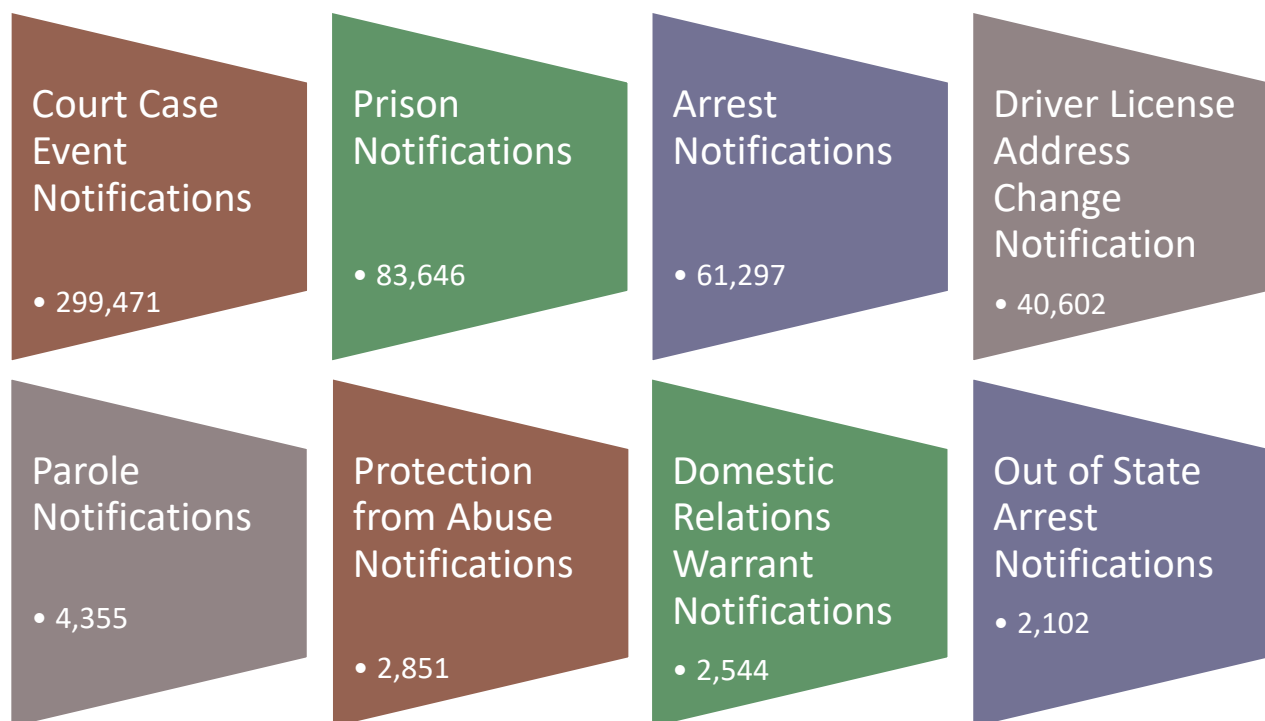 Court Case
Event
Notifications
• 299,471
Prison
Notifications
• 83,646
Arrest
Notifications
• 61,297
Driver License
Address
Change
Notification
• 40,602
Parole
Notifications
• 4,355
Protection
from Abuse
Notifications
• 2,851
Domestic
Relations
Warrant
Notifications
• 2,544
Out of State
Arrest
Notifications
• 2,102